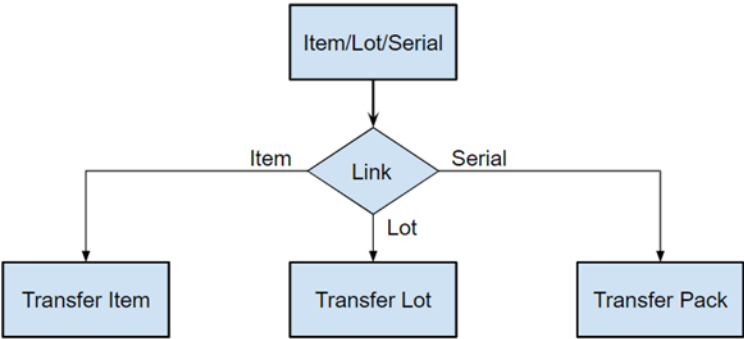 Item/Lot/Serial
Item
Link
Serial
Lot
Transfer Item
Transfer Lot
Transfer Pack